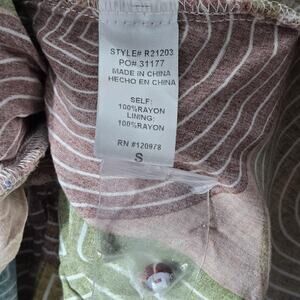 STYLE# R21203
PO# 31177
MADE IN CHINA
HECHO EN CHINA
SELF:
100%RAYON
LINING:
100%RAYON
RN #120978
S